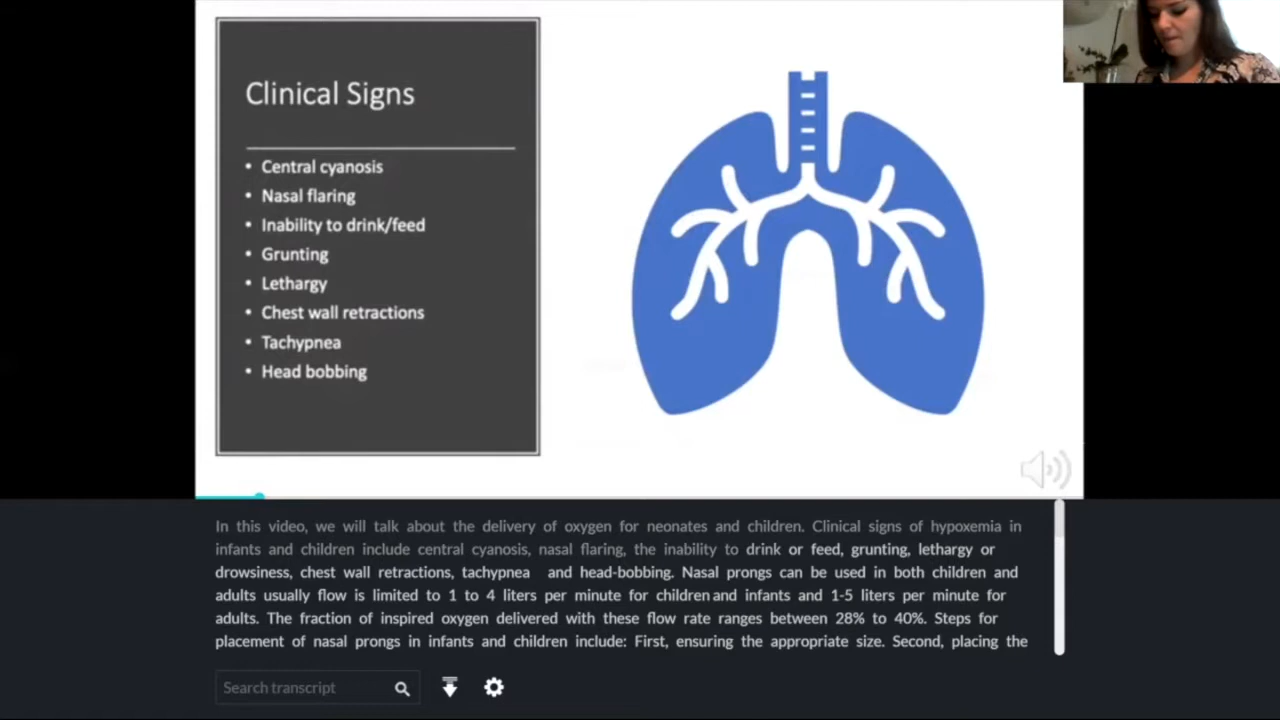 Clinical Signs
• Central cyanosis
• Nasal flaring
• Inability to drink/feed
• Grunting
• Lethargy
• Chest wall retractions
• Tachypnea
• Head bobbing
In this video, we will talk about the delivery of oxygen for neonates and children. Clinical signs of hypoxemia in
infants and children include central cyanosis, nasal flaring, the inability to drink or feed, grunting, lethargy or
drowsiness, chest wall retractions, tachypnea and head-bobbing. Nasal prongs can be used in both children and
adults usually flow is limited to 1 to 4 liters per minute for children and infants and 1-5 liters per minute for
adults. The fraction of inspired oxygen delivered with these flow rate ranges between 28% to 40%. Steps for
placement of nasal prongs in infants and children include: First, ensuring the appropriate size. Second, placing the
Search transcript